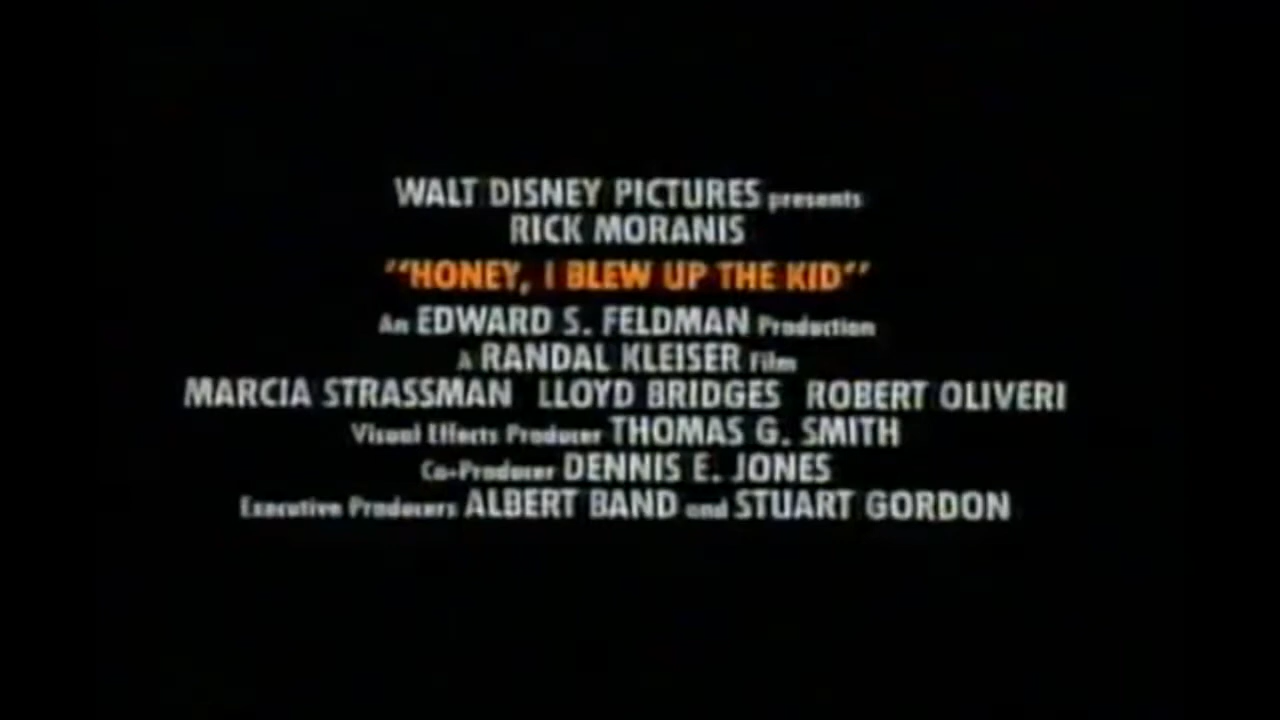 WALT DISNEY PICTURES presents
RICK MORANIS
"HONEY, I BLEW UP THE KID"
An EDWARD S. FELDMAN Production
A RANDAL KLEISER Film
MARCIA STRASSMAN LLOYD BRIDGES ROBERT OLIVERI
Visual Effects Producer THOMAS G. SMITH
Co-Producer DENNIS E. JONES
Executive Producers ALBERT BAND and STUART GORDON